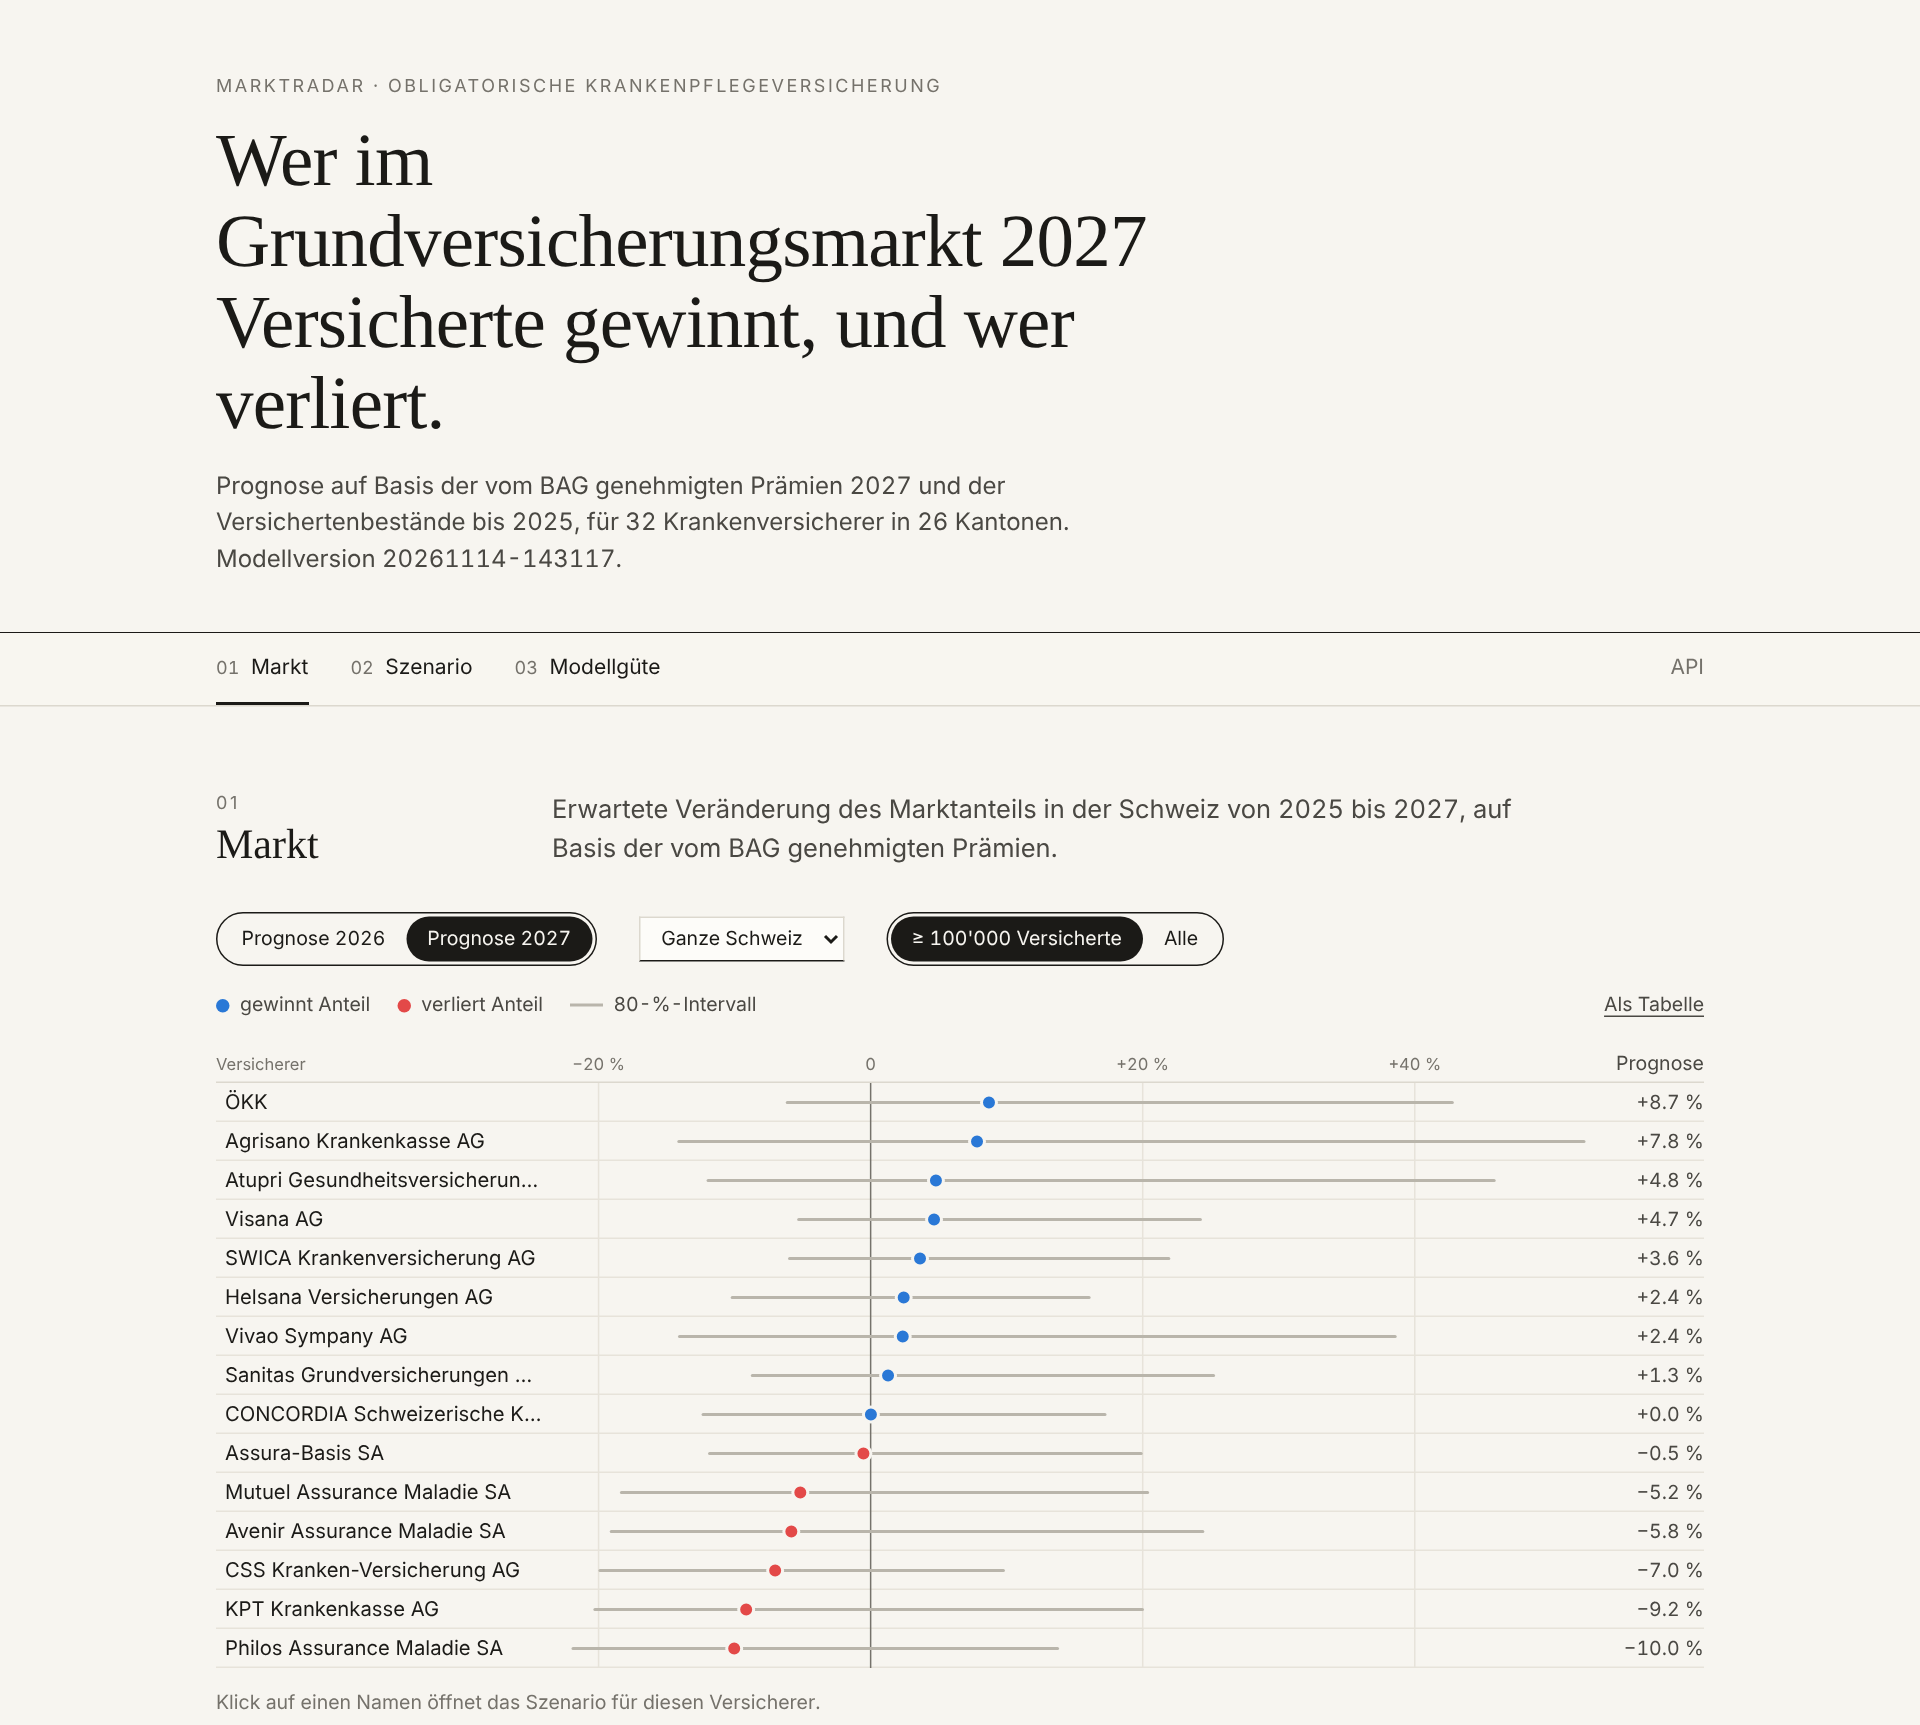 MARKTRADAR · OBLIGATORISCHE KRANKENPFLEGEVERSICHERUNG
Wer im
Grundversicherungsmarkt 2027
Versicherte gewinnt, und wer
verliert.
Prognose auf Basis der vom BAG genehmigten Prämien 2027 und der
Versichertenbestände bis 2025, für 32 Krankenversicherer in 26 Kantonen.
Modellversion 20261114-143117.
01 Markt 02 Szenario 03 Modellgüte API
01
Markt
Erwartete Veränderung des Marktanteils in der Schweiz von 2025 bis 2027, auf
Basis der vom BAG genehmigten Prämien.
Prognose 2026 Prognose 2027 Ganze Schweiz ≥ 100'000 Versicherte Alle
gewinnt Anteil verliert Anteil 80-%-Intervall Als Tabelle
Versicherer −20 % 0 +20 % +40 % Prognose
ÖKK +8.7 %
Agrisano Krankenkasse AG +7.8 %
Atupri Gesundheitsversicherun... +4.8 %
Visana AG +4.7 %
SWICA Krankenversicherung AG +3.6 %
Helsana Versicherungen AG +2.4 %
Vivao Sympany AG +2.4 %
Sanitas Grundversicherungen ... +1.3 %
CONCORDIA Schweizerische K... +0.0 %
Assura-Basis SA −0.5 %
Mutuel Assurance Maladie SA −5.2 %
Avenir Assurance Maladie SA −5.8 %
CSS Kranken-Versicherung AG −7.0 %
KPT Krankenkasse AG −9.2 %
Philos Assurance Maladie SA −10.0 %
Klick auf einen Namen öffnet das Szenario für diesen Versicherer.